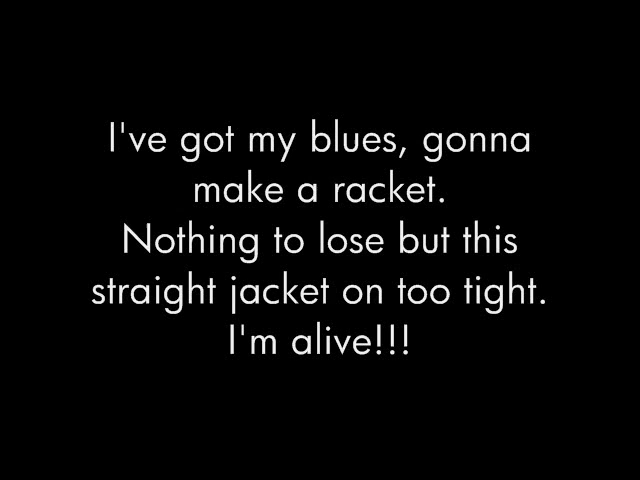 I've got my blues, gonna
make a racket.
Nothing to lose but this
straight jacket on too tight.
I'm alive!!!